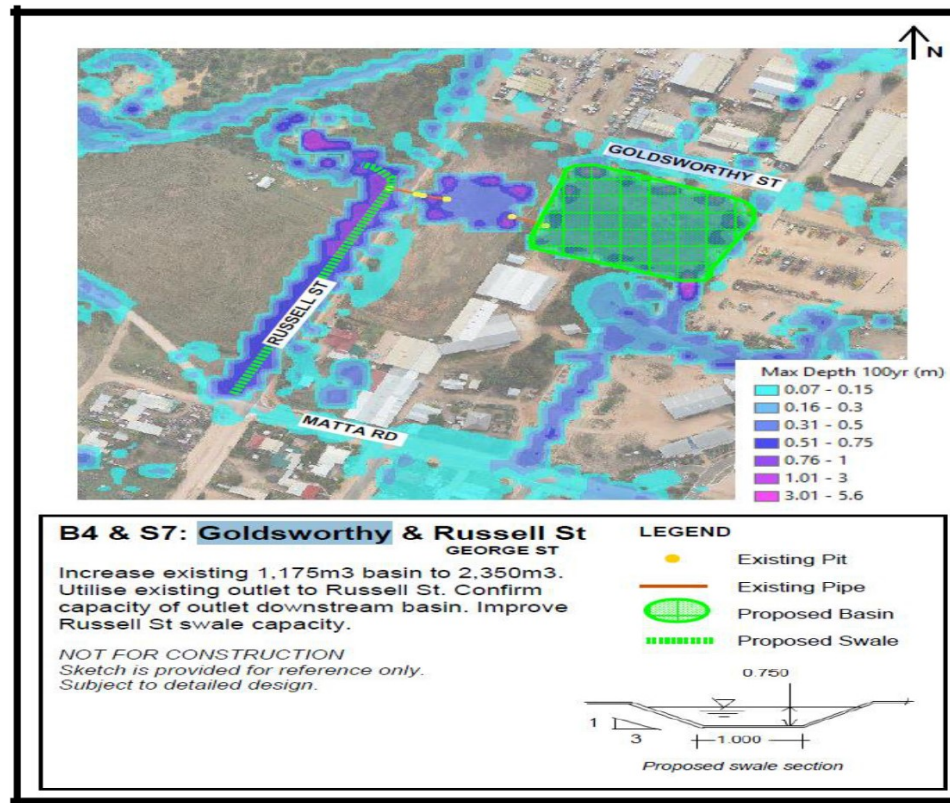 N
GOLDSWORTHY ST
RUSSELL ST
MATTA RD
Max Depth 100yr (m)
0.07 - 0.15
0.16 - 0.3
0.31 - 0.5
0.51 - 0.75
0.76 - 1
1.01 - 3
3.01 - 5.6
B4 & S7: Goldsworthy & Russell St
GEORGE ST
Increase existing 1,175m3 basin to 2,350m3.
Utilise existing outlet to Russell St. Confirm
capacity of outlet downstream basin. Improve
Russell St swale capacity.
NOT FOR CONSTRUCTION
Sketch is provided for reference only.
Subject to detailed design.
LEGEND
Existing Pit
Existing Pipe
Proposed Basin
Proposed Swale
0.750
1
3
1.000
Proposed swale section